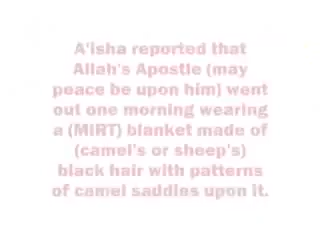 A'isha reported that
Allah's Apostle (may
peace be upon him) went
out one morning wearing
a (MIRT) blanket made of
(camel's or sheep's)
black hair with patterns
of camel saddles upon it.